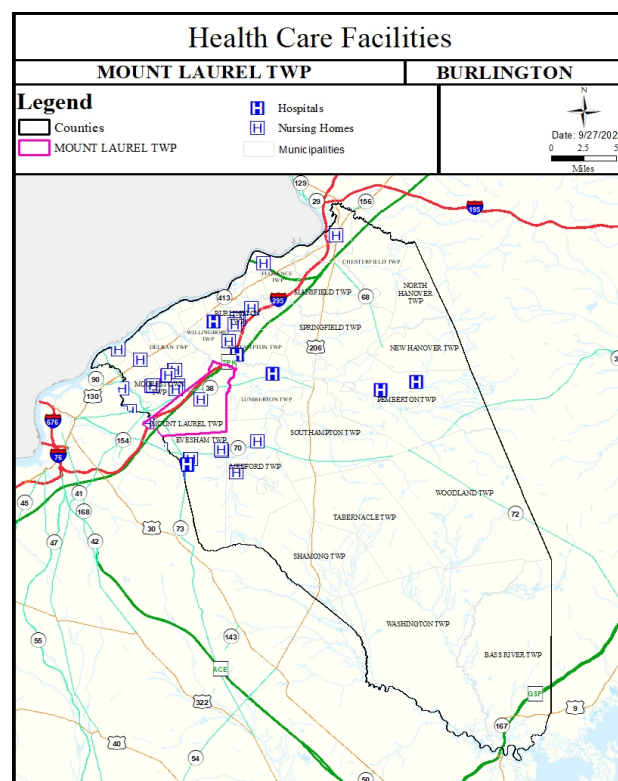 Health Care Facilities
MOUNT LAUREL TWP
BURLINGTON
Legend
Counties
MOUNT LAUREL TWP
H Hospitals
H Nursing Homes
Municipalities
N
Date: 9/27/202
0 2.5 5
Miles
129
29
156
195
CHESTERFIELD TWP
FLORENCE TWP
NORTH
HANOVER
TWP
MANSFIELD TWP
68
413
295
SPRINGFIELD TWP
WILLINGBORO
TWP
206
NEW HANOVER TWP
DELRAN TWP
90
130
38
LUMBERTON TWP
PEMBERTON TWP
MOUNT LAUREL TWP
676
154
EVESHAM TWP
70
SOUTHAMPTON TWP
76
MEDFORD TWP
WOODLAND TWP
45
41
168
72
TABERNACLE TWP
30
73
47
42
SHAMONG TWP
WASHINGTON TWP
143
55
BASS RIVER TWP
ACE
322
GSP
9
167
40
54
50